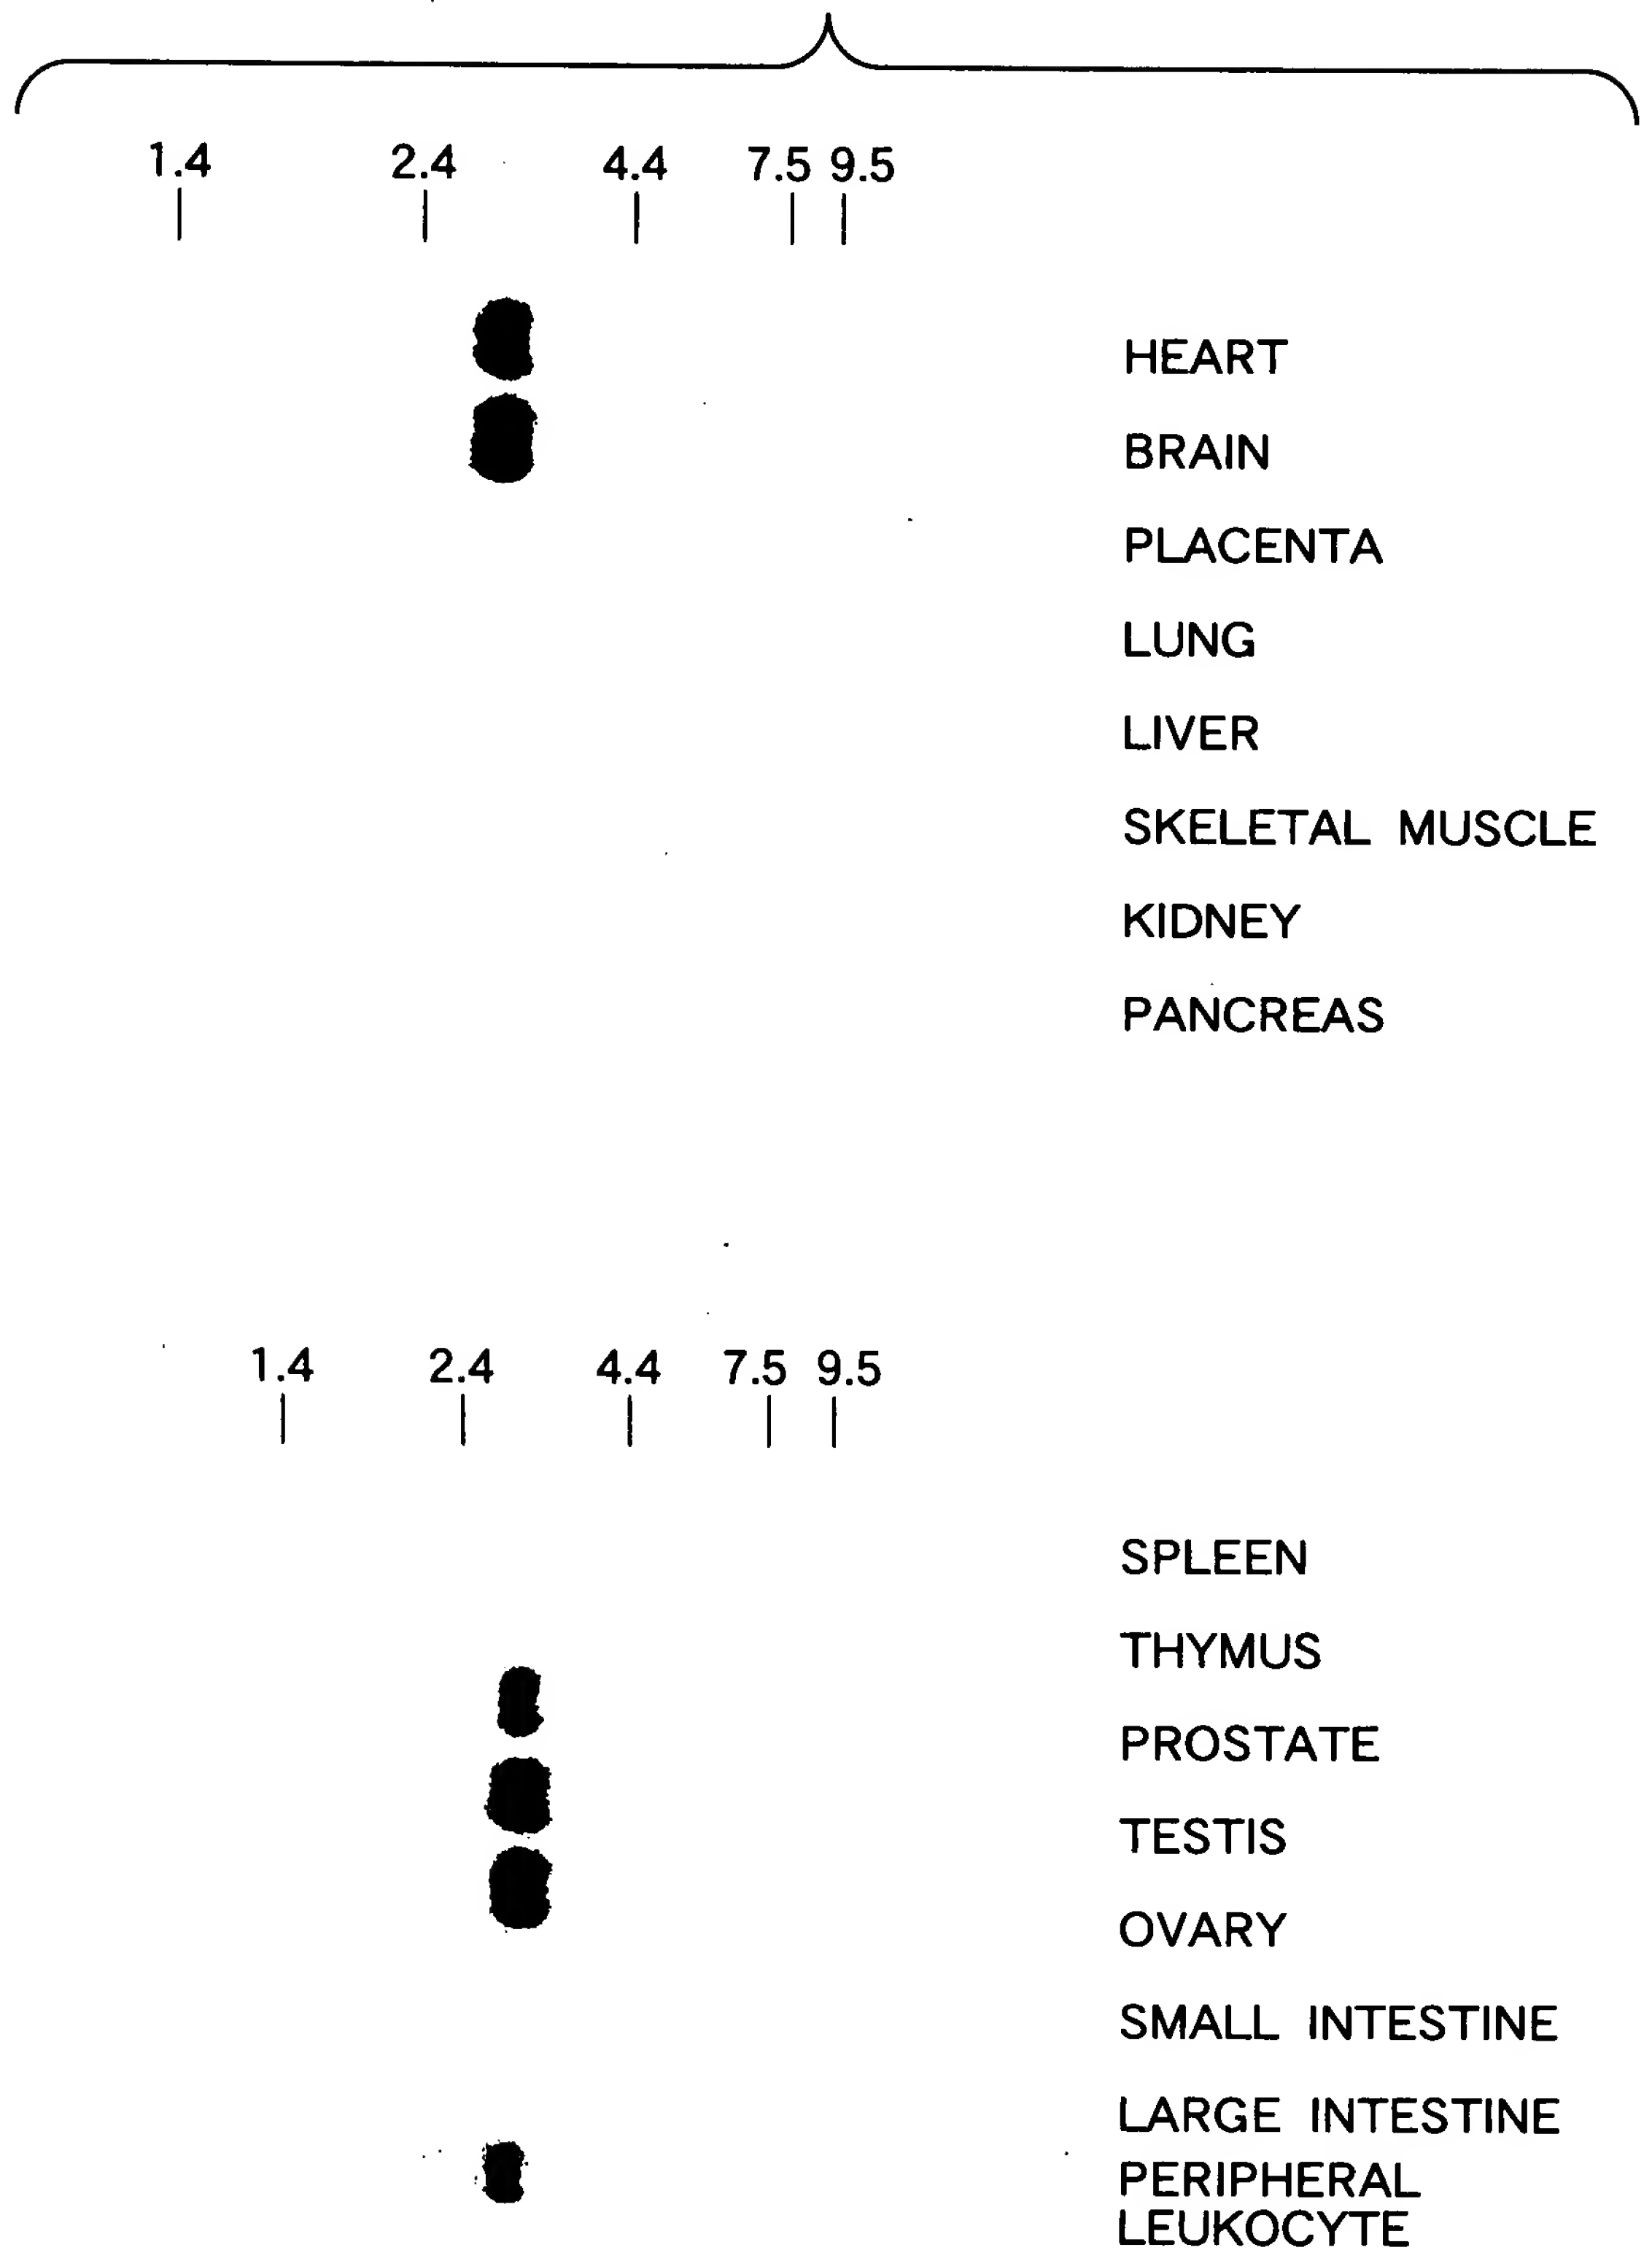 1.4 2.4 4.4 7.5 9.5
HEART
BRAIN
PLACENTA
LUNG
LIVER
SKELETAL MUSCLE
KIDNEY
PANCREAS
1.4 2.4 4.4 7.5 9.5
SPLEEN
THYMUS
PROSTATE
TESTIS
OVARY
SMALL INTESTINE
LARGE INTESTINE
PERIPHERAL
LEUKOCYTE